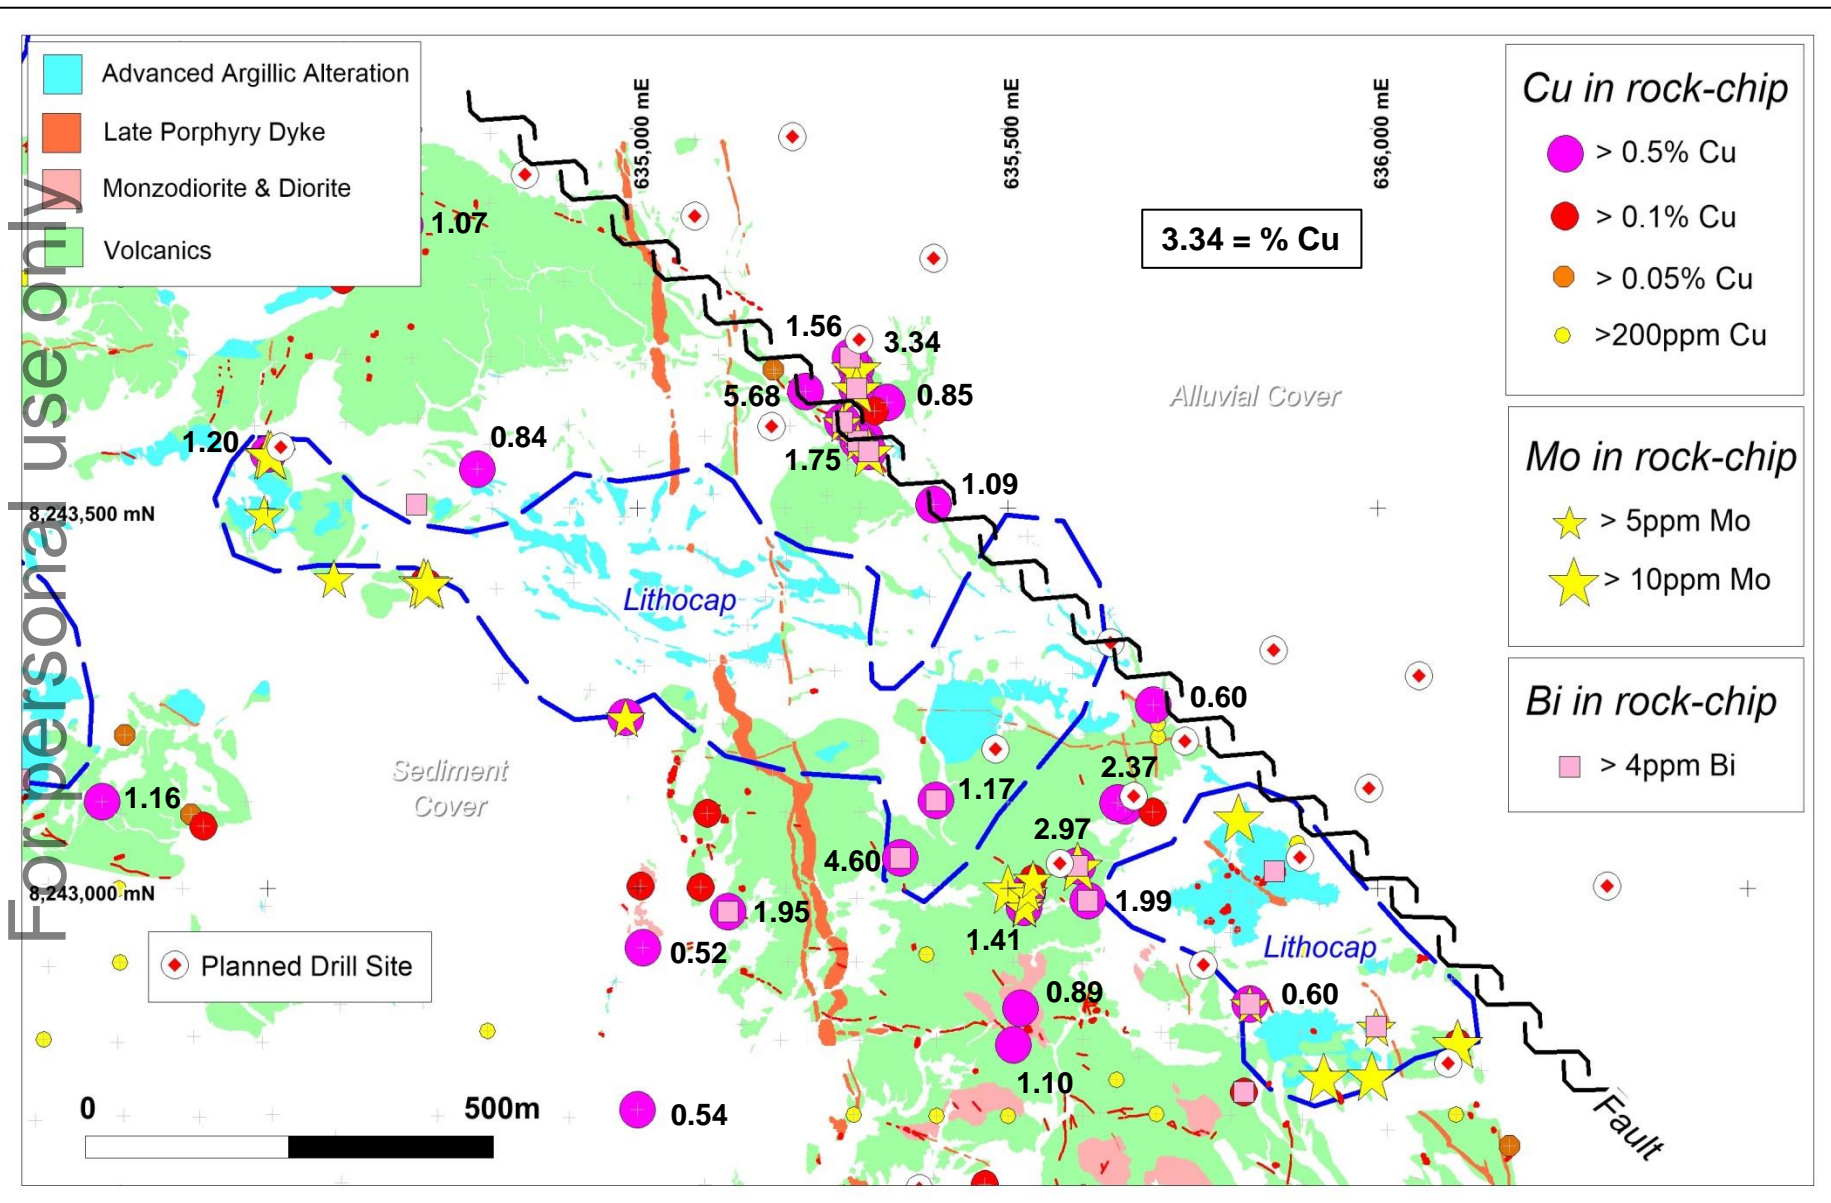 For personal use only
Advanced Argillic Alteration
Late Porphyry Dyke
Monzodiorite & Diorite
Volcanics
635,000 mE
635,500 mE
636,000 mE
3.34 = % Cu
Cu in rock-chip
> 0.5% Cu
> 0.1% Cu
> 0.05% Cu
>200ppm Cu
Mo in rock-chip
> 5ppm Mo
> 10ppm Mo
Bi in rock-chip
> 4ppm Bi
1.07
1.56
3.34
5.68
0.85
Alluvial Cover
1.20
0.84
1.75
1.09
8,243,500 mN
Lithocap
0.60
Sediment
Cover
2.37
1.17
1.16
2.97
4.60
8,243,000 mN
1.95
1.99
1.41
0.52
Lithocap
Planned Drill Site
0.89
0.60
1.10
0 500m
0.54
Fault